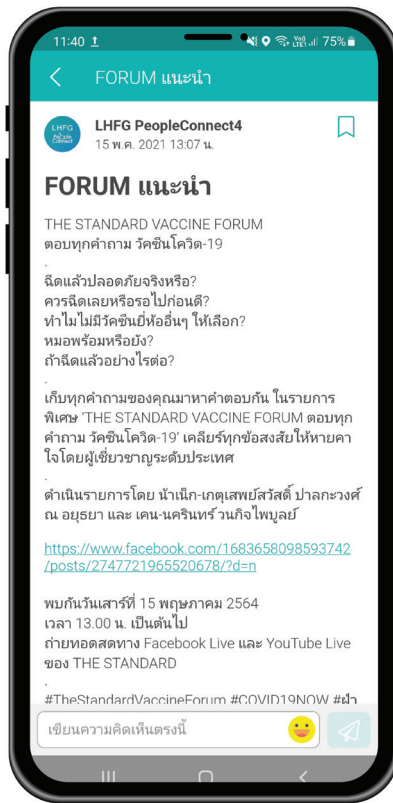 11:40
75%
FORUM แนะนำ
LHFG
People
Connect
LHFG PeopleConnect4
15 พ.ค. 2021 13:07 น.
FORUM แนะนำ
THE STANDARD VACCINE FORUM
ตอบทุกคำถาม วัคซีนโควิด-19
.
ฉีดแล้วปลอดภัยจริงหรือ?
ควรฉีดเลยหรือรอไปก่อนดี?
ทำไมไม่มีวัคซีนยี่ห้ออื่นๆ ให้เลือก?
หมอพร้อมหรือยัง?
ถ้าฉีดแล้วอย่างไรต่อ?
.
เก็บทุกคำถามของคุณมาหาคำตอบกัน ในรายการ
พิเศษ ‘THE STANDARD VACCINE FORUM ตอบทุก
คำถาม วัคซีนโควิด-19’ เคลียร์ทุกข้อสงสัยให้หายคา
ใจโดยผู้เชี่ยวชาญระดับประเทศ
.
ดำเนินรายการโดย น้าเน็ก-เกตุเสพย์สวัสดิ์ ปาลกะวงศ์
ณ อยุธยา และ เคน-นครินทร์ วนกิจไพบูลย์
https://www.facebook.com/1683658098593742
/posts/2747721965520678/?d=n
พบกันวันเสาร์ที่ 15 พฤษภาคม 2564
เวลา 13.00 น. เป็นต้นไป
ถ่ายทอดสดทาง Facebook Live และ YouTube Live
ของ THE STANDARD
.
#TheStandardVaccineForum #COVID19NOW #ฝ่า
เขียนความคิดเห็นตรงนี้